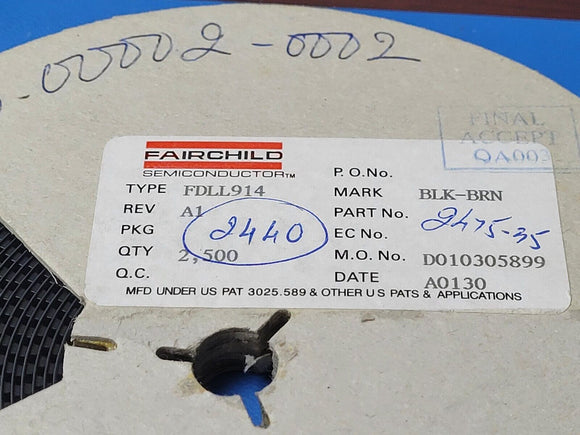 .00002-0002
FINAL
ACCEPT
QA003
FAIRCHILD
SEMICONDUCTOR™
TYPE FDLL914
REV A1
PKG
QTY 2,500
Q.C.
2440
P.O.No.
MARK BLK-BRN
PART No. 2475-35
EC No.
M.O. No. D010305899
DATE A0130
MFD UNDER US PAT 3025.589 & OTHER U S PATS & APPLICATIONS